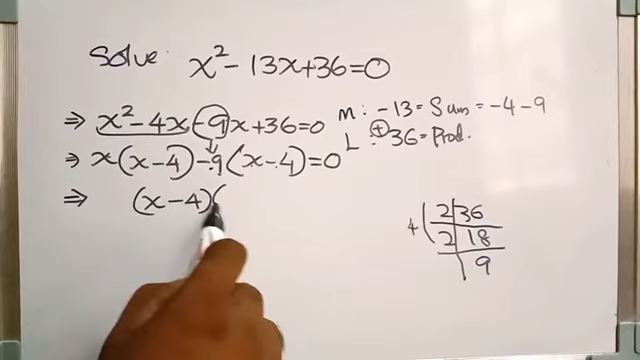 Solve: x² - 13x + 36 = 0
⇒ x² - 4x - 9x + 36 = 0
M: -13 = Sum = -4 - 9
L: +36 = Prod.
⇒ x(x - 4) - 9(x - 4) = 0
⇒ (x - 4)(
2 | 36
4 ( 2 | 18
| 9